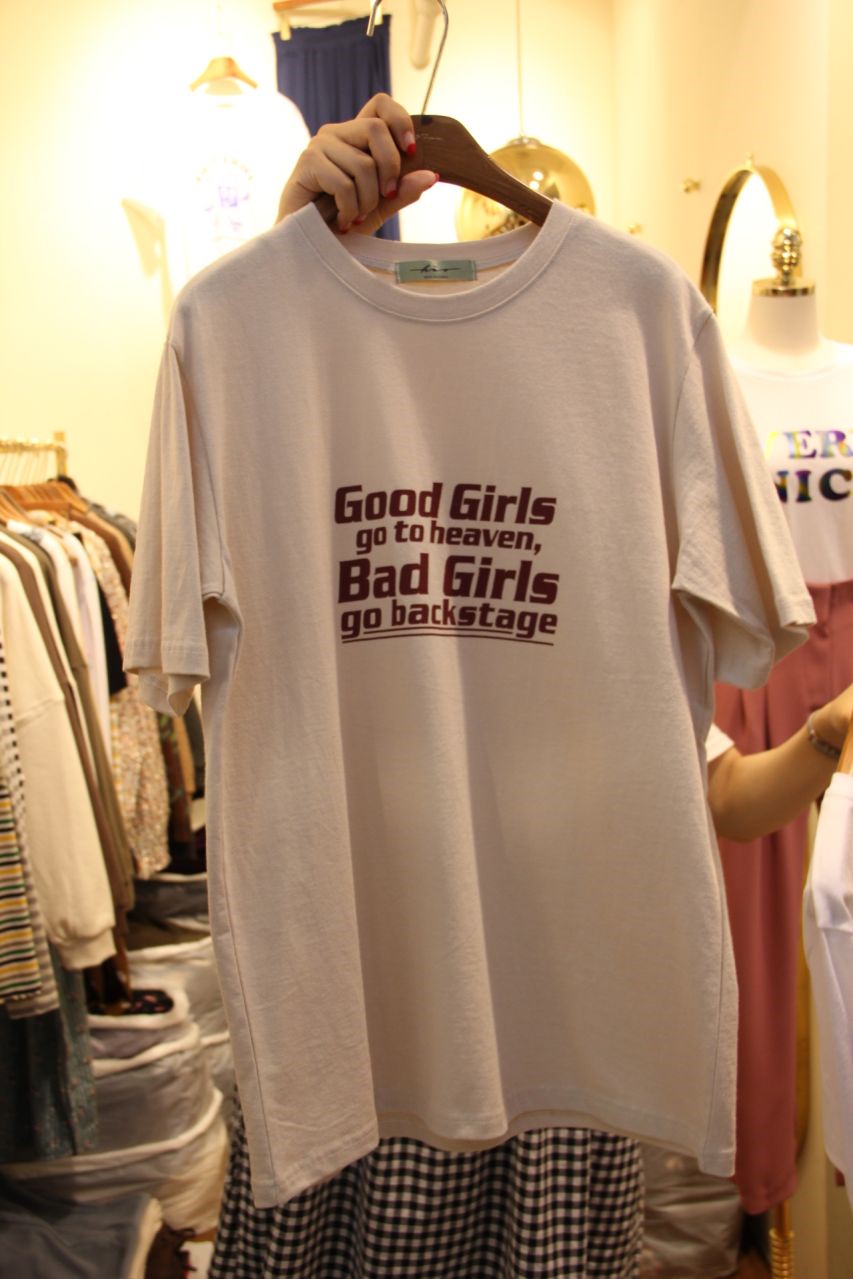 Good Girls
go to heaven,
Bad Girls
go backstage